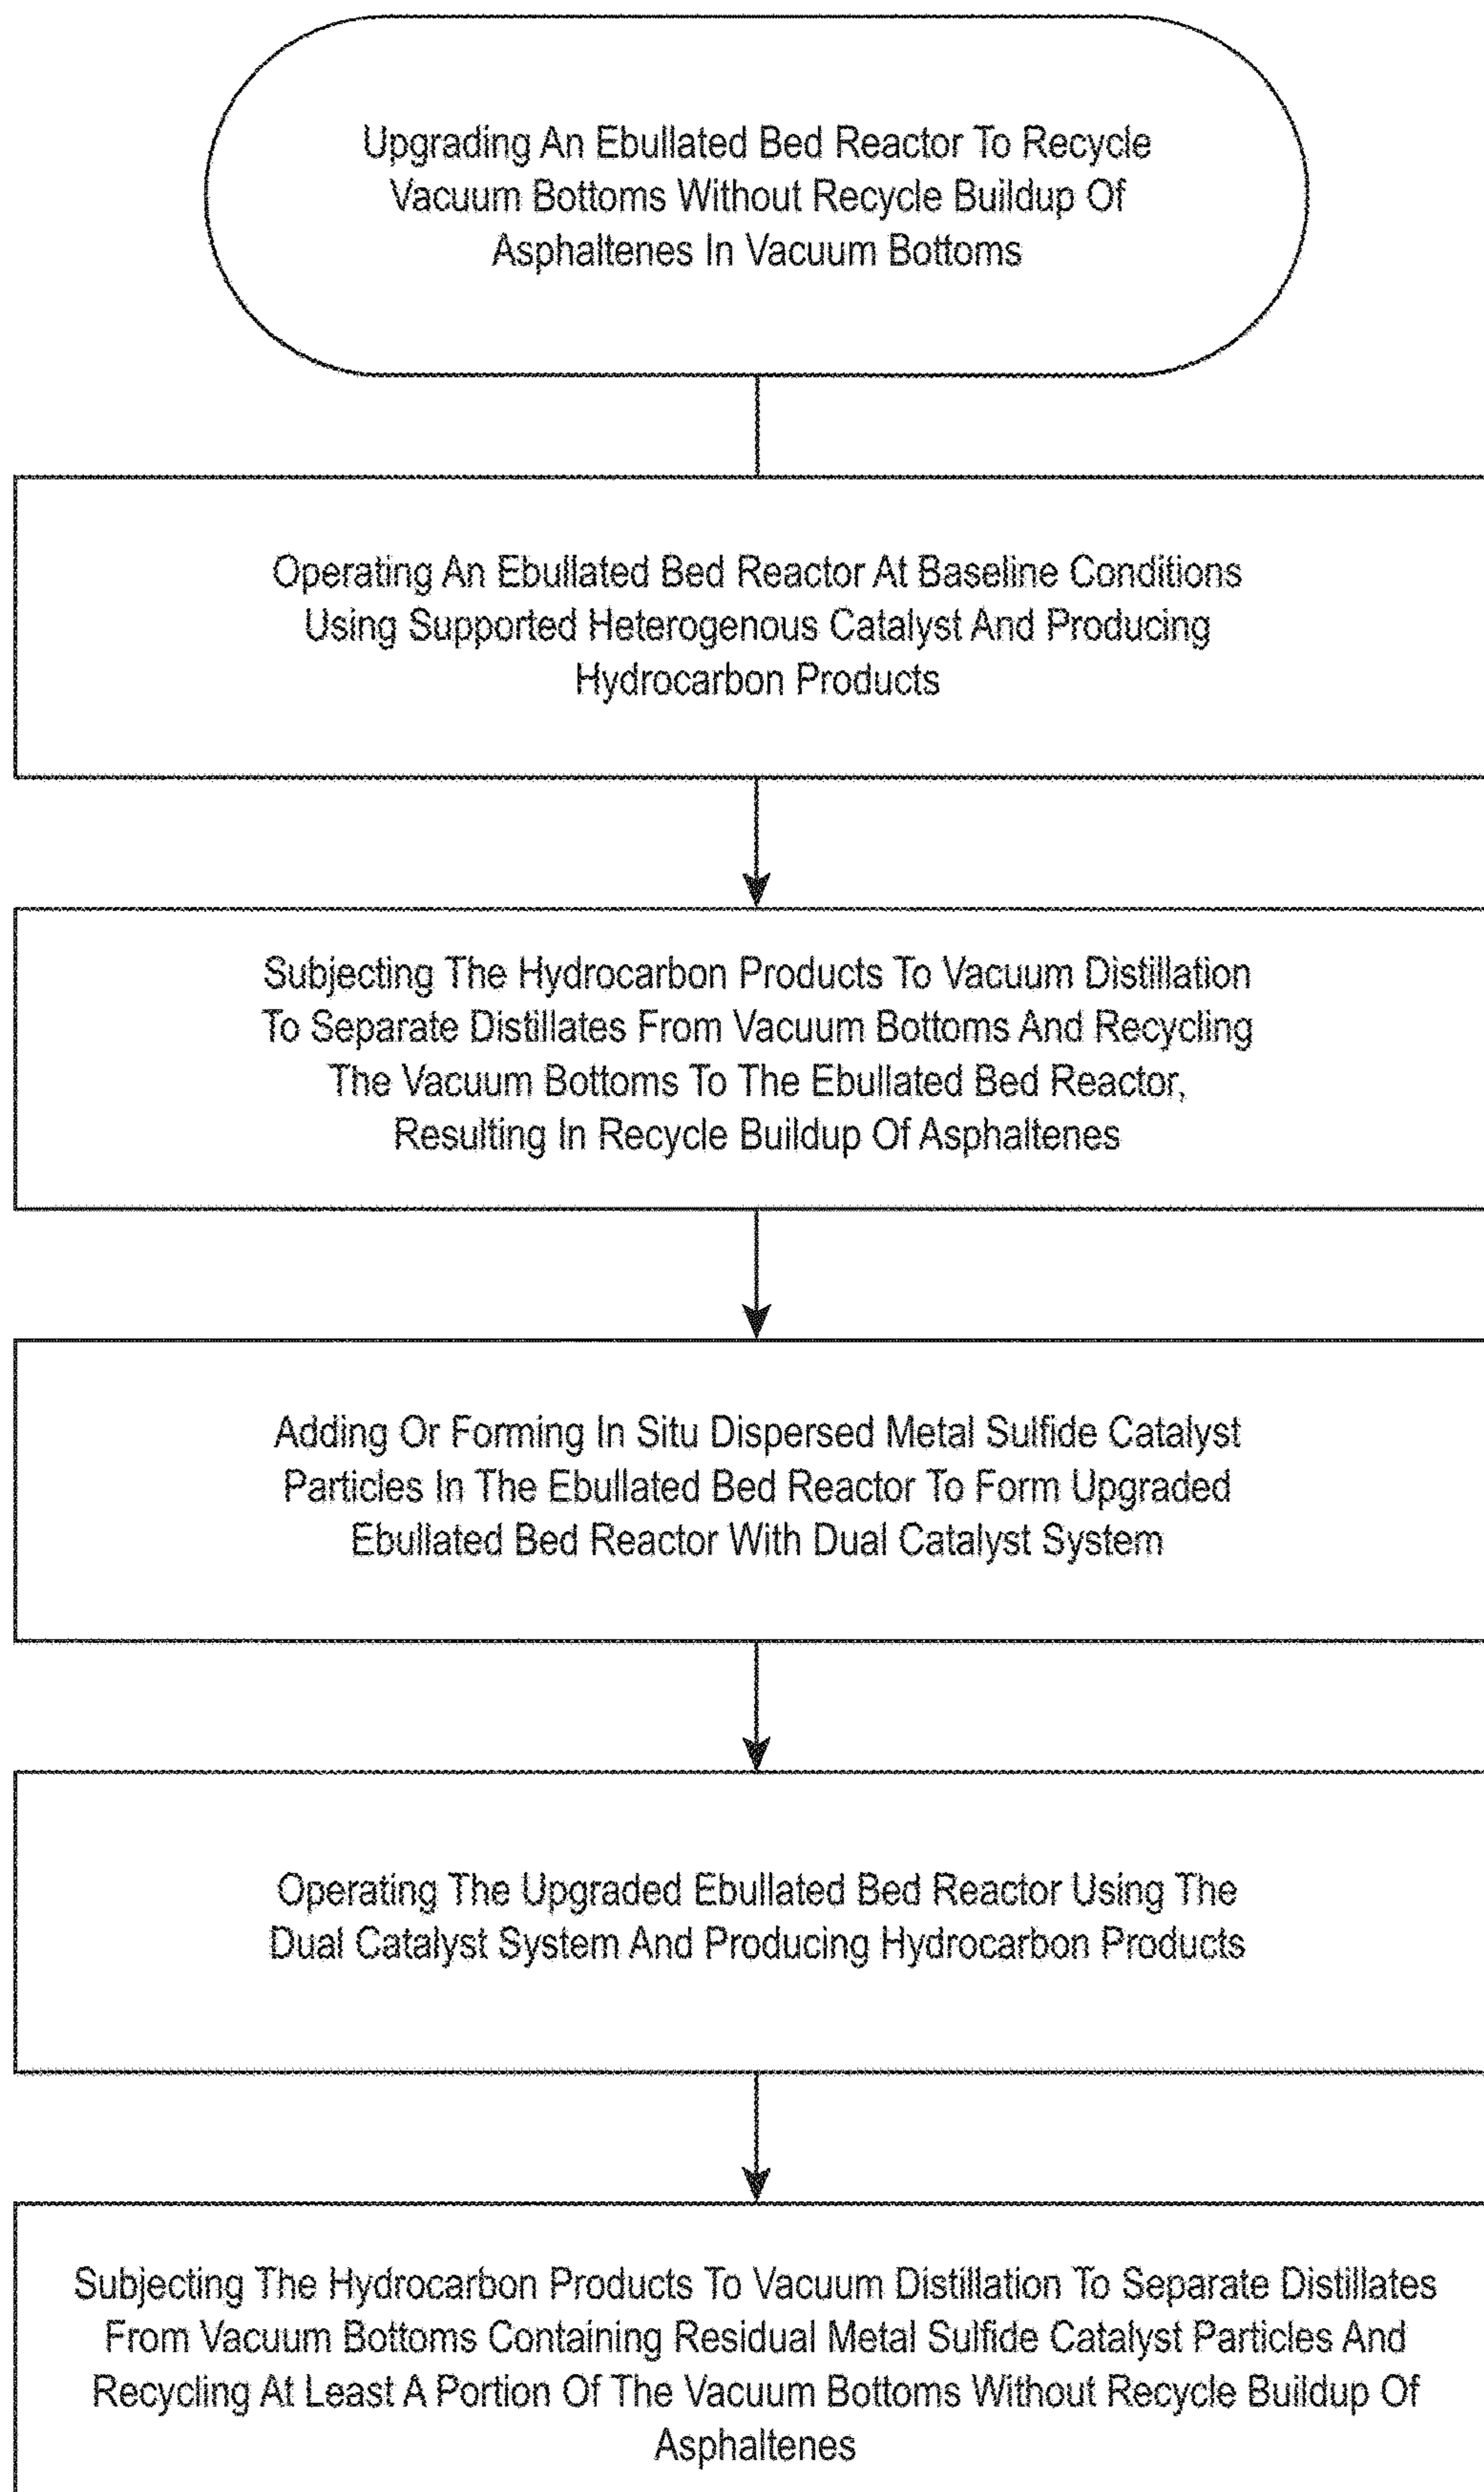 Upgrading An Ebullated Bed Reactor To Recycle
Vacuum Bottoms Without Recycle Buildup Of
Asphaltenes In Vacuum Bottoms
Operating An Ebullated Bed Reactor At Baseline Conditions
Using Supported Heterogenous Catalyst And Producing
Hydrocarbon Products
Subjecting The Hydrocarbon Products To Vacuum Distillation
To Separate Distillates From Vacuum Bottoms And Recycling
The Vacuum Bottoms To The Ebullated Bed Reactor,
Resulting In Recycle Buildup Of Asphaltenes
Adding Or Forming In Situ Dispersed Metal Sulfide Catalyst
Particles In The Ebullated Bed Reactor To Form Upgraded
Ebullated Bed Reactor With Dual Catalyst System
Operating The Upgraded Ebullated Bed Reactor Using The
Dual Catalyst System And Producing Hydrocarbon Products
Subjecting The Hydrocarbon Products To Vacuum Distillation To Separate Distillates
From Vacuum Bottoms Containing Residual Metal Sulfide Catalyst Particles And
Recycling At Least A Portion Of The Vacuum Bottoms Without Recycle Buildup Of
Asphaltenes